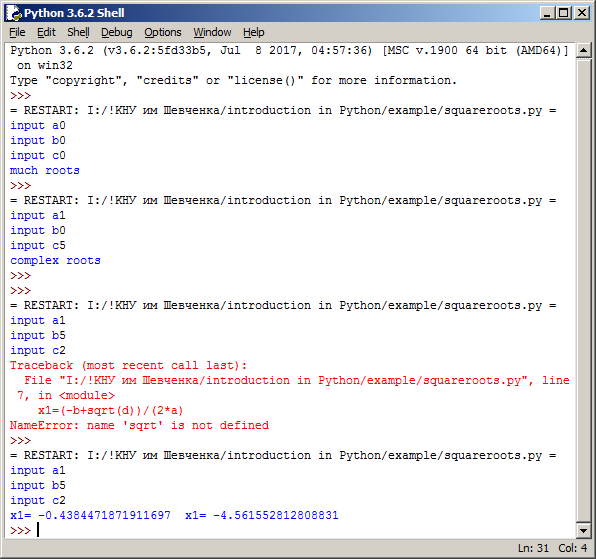 Python 3.6.2 Shell
File Edit Shell Debug Options Window Help
Python 3.6.2 (v3.6.2:5fd33b5, Jul  8 2017, 04:57:36) [MSC v.1900 64 bit (AMD64)]
 on win32
Type "copyright", "credits" or "license()" for more information.
>>>
= RESTART: I:/!КНУ им Шевченка/introduction in Python/example/squareroots.py =
input a0
input b0
input c0
much roots
>>>
= RESTART: I:/!КНУ им Шевченка/introduction in Python/example/squareroots.py =
input a1
input b0
input c5
complex roots
>>>
>>>
= RESTART: I:/!КНУ им Шевченка/introduction in Python/example/squareroots.py =
input a1
input b5
input c2
Traceback (most recent call last):
  File "I:/!КНУ им Шевченка/introduction in Python/example/squareroots.py", line
 7, in <module>
    x1=(-b+sqrt(d))/(2*a)
NameError: name 'sqrt' is not defined
>>>
= RESTART: I:/!КНУ им Шевченка/introduction in Python/example/squareroots.py =
input a1
input b5
input c2
x1= -0.4384471871911697  x1= -4.561552812808831
>>>
Ln: 31 Col: 4